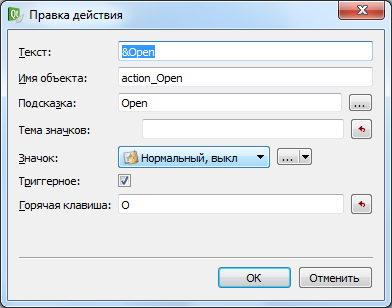 Правка действия
Текст: &Open
Имя объекта: action_Open
Подсказка: Open ...
Тема значков:
Значок: Нормальный, выкл ...
Триггерное:
Горячая клавиша: O
OK Отменить